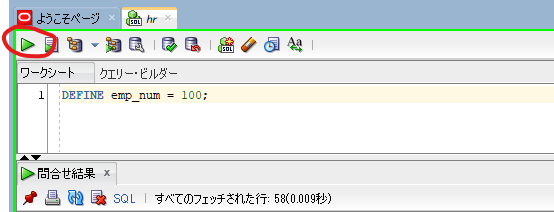 ようこそページ
hr
ワークシート クエリー・ビルダー
1 DEFINE emp_num = 100;
問合せ結果 x
SQL | すべてのフェッチされた行: 58(0.009秒)